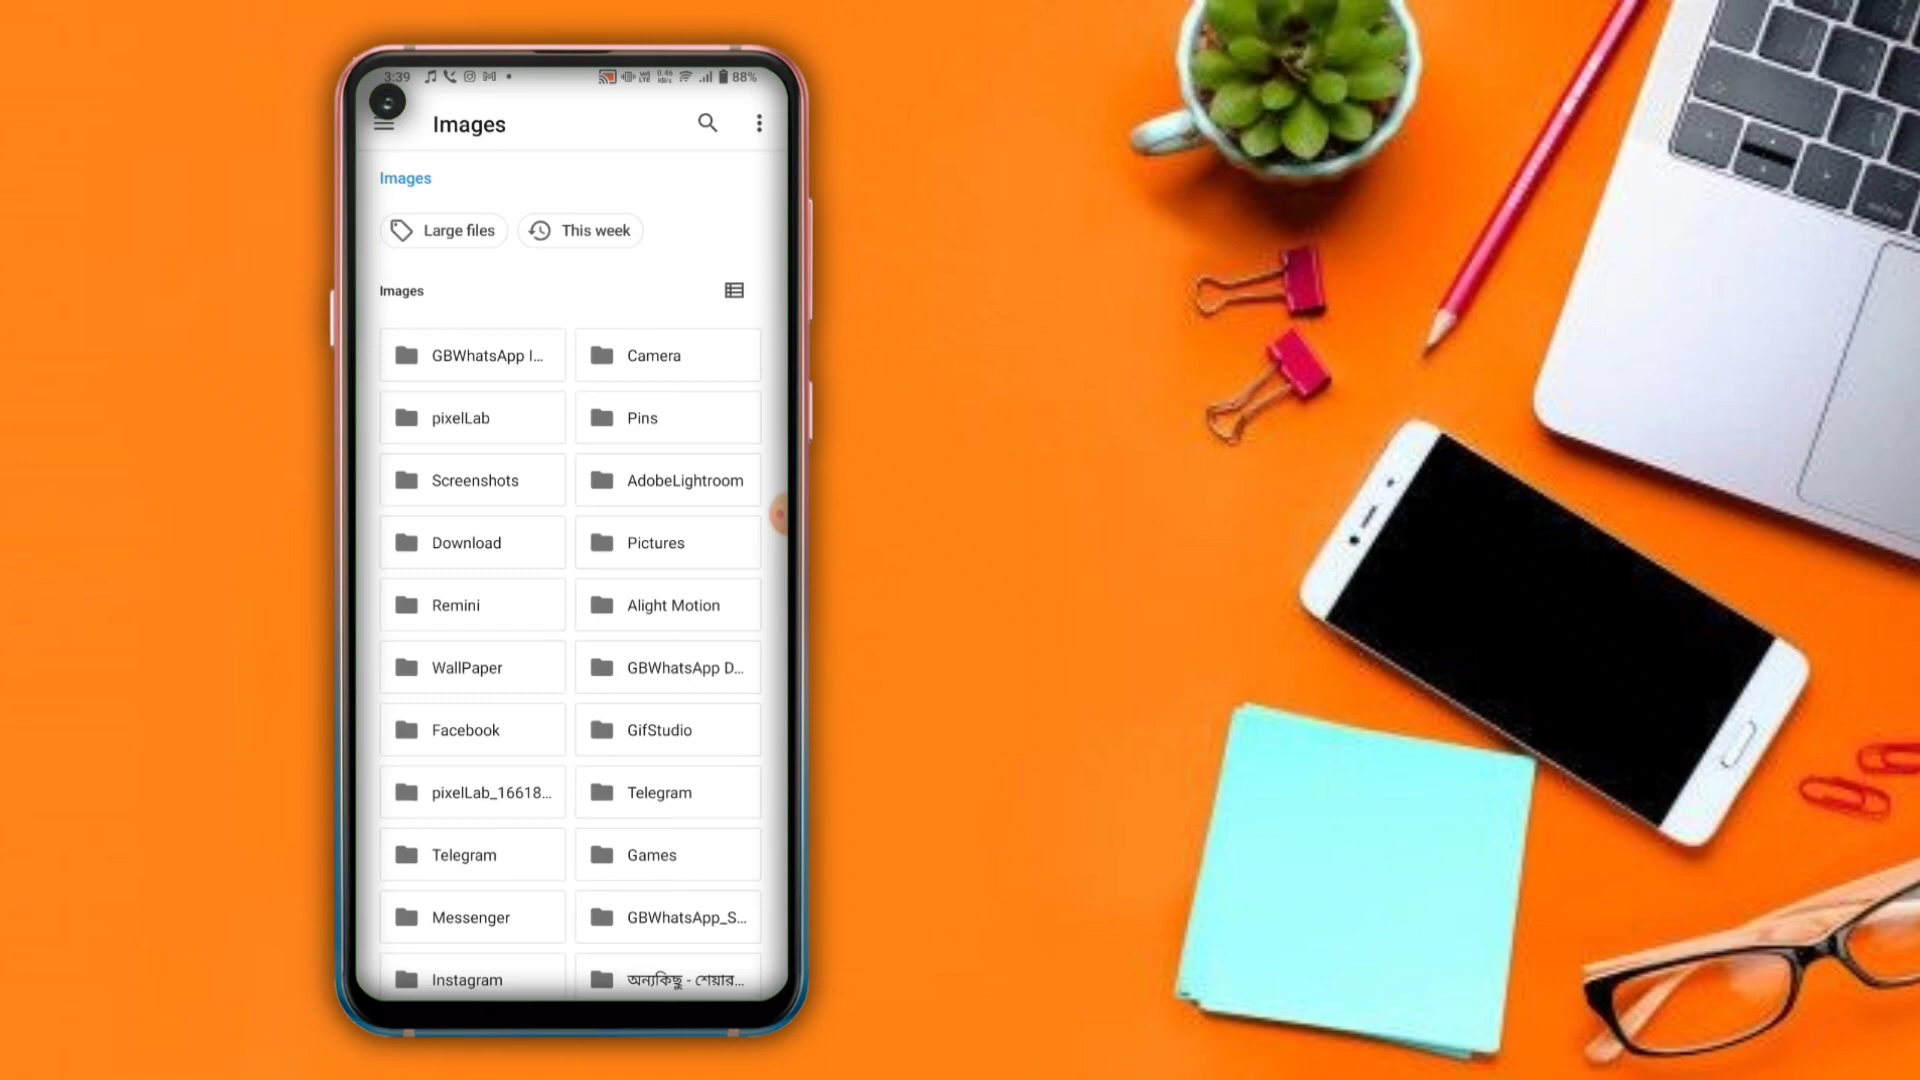 3:39 88%
Images
Images
Large files This week
Images
GBWhatsApp I... Camera
pixelLab Pins
Screenshots AdobeLightroom
Download Pictures
Remini Alight Motion
WallPaper GBWhatsApp D...
Facebook GifStudio
pixelLab_16618... Telegram
Telegram Games
Messenger GBWhatsApp_S...
Instagram অন্যকিছু - শেয়ার...